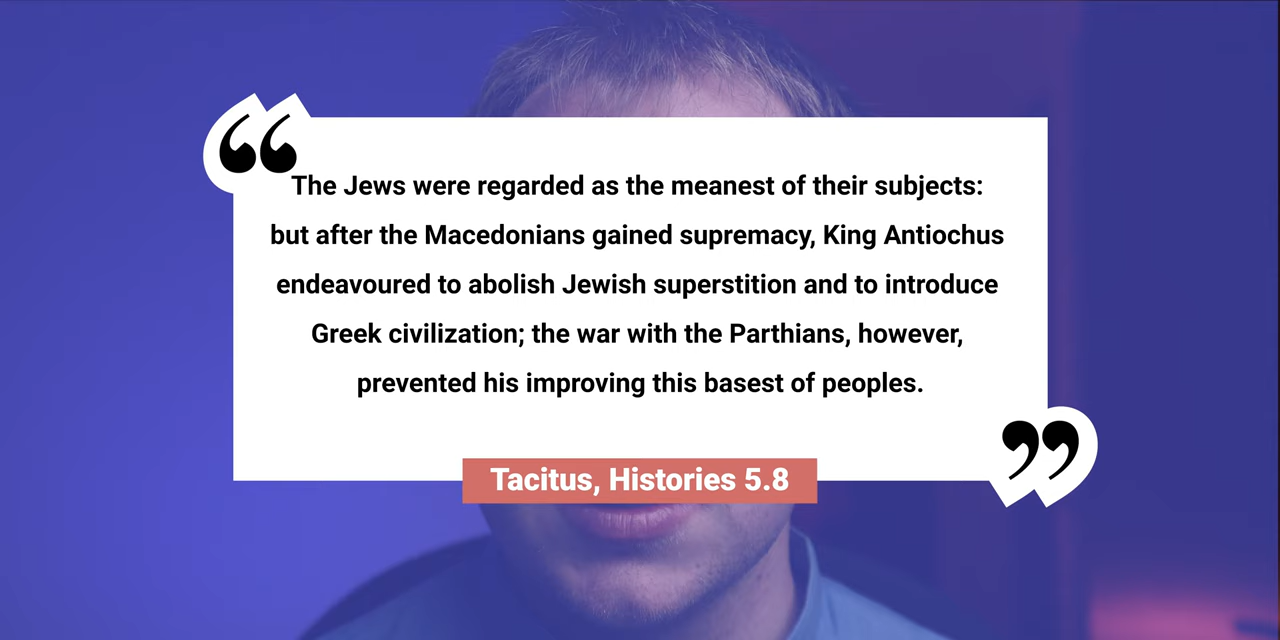 “
The Jews were regarded as the meanest of their subjects:
but after the Macedonians gained supremacy, King Antiochus
endeavoured to abolish Jewish superstition and to introduce
Greek civilization; the war with the Parthians, however,
prevented his improving this basest of peoples.
”
Tacitus, Histories 5.8